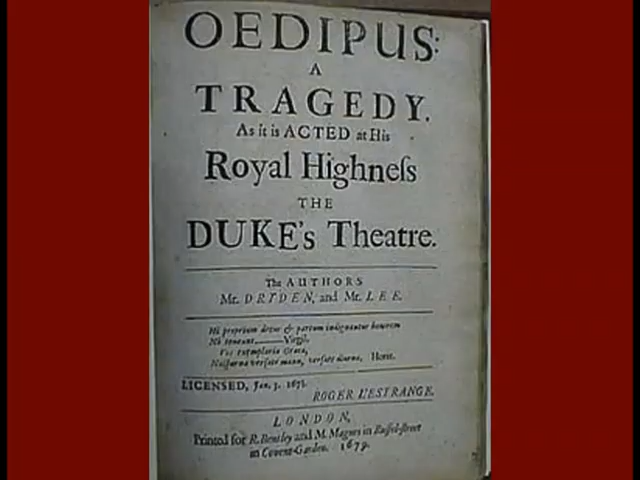 OEDIPUS:
A
TRAGEDY.
As it is ACTED at His
Royal Highneſs
THE
DUKE's Theatre.
The AUTHORS
Mr. DRYDEN, and Mr. LEE.
Hi proprium decus & partum indignantur honorem
Ni teneant, Virgil.
Vos exemplaria Græca,
Nocturna versate manu, versate diurna, Horat.
LICENSED, Jan. 3. 1678.
ROGER L'ESTRANGE.
LONDON,
Printed for R. Bentley and M. Magnes in Ruſſel-ſtreet
in Covent-Garden. 1679.